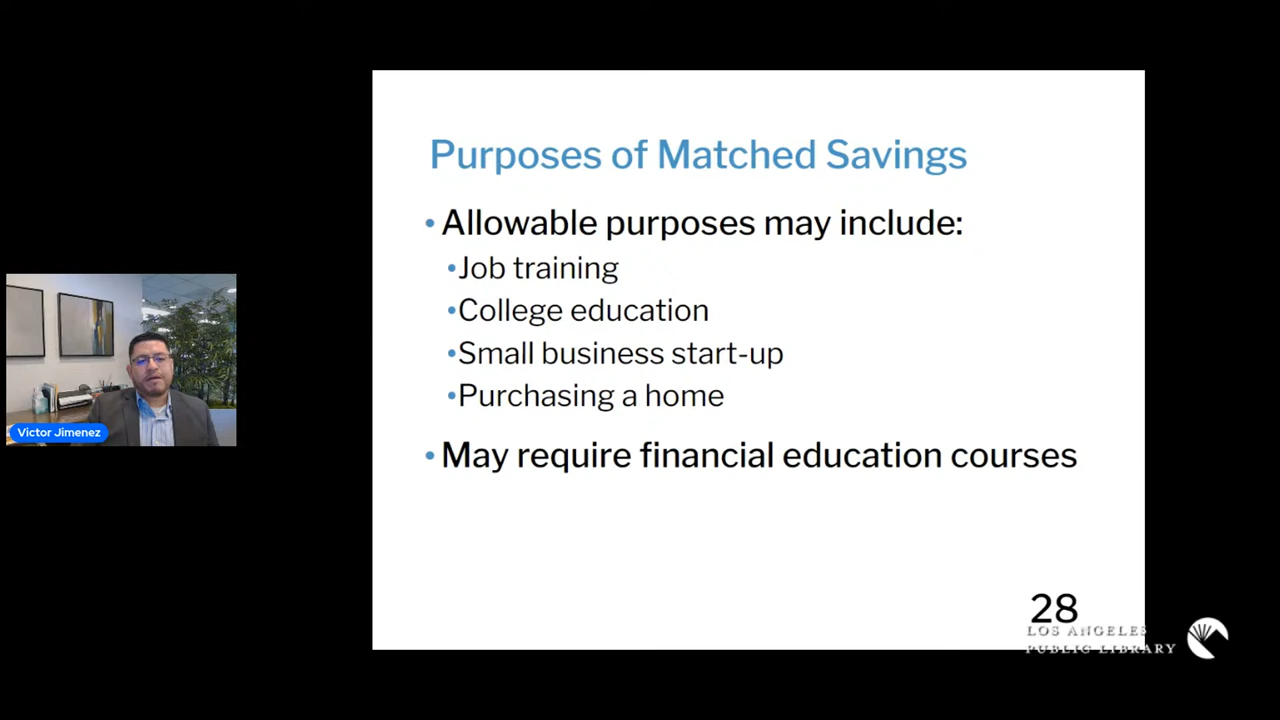 Purposes of Matched Savings
• Allowable purposes may include:
• Job training
• College education
• Small business start-up
• Purchasing a home
• May require financial education courses
Victor Jimenez
28
LOS ANGELES
PUBLIC LIBRARY